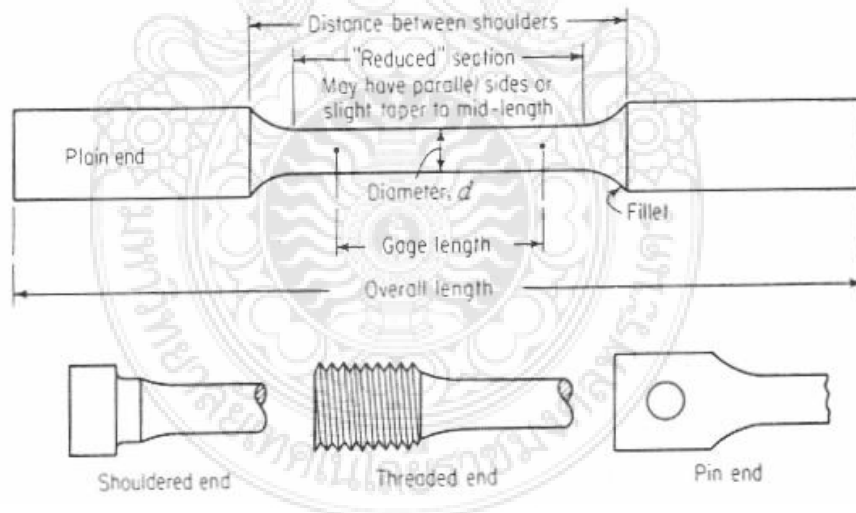 Distance between shoulders
"Reduced" section
May have parallel sides or
slight taper to mid-length
Plain end
Diameter, d
Fillet
Gage length
Overall length
Shouldered end
Threaded end
Pin end